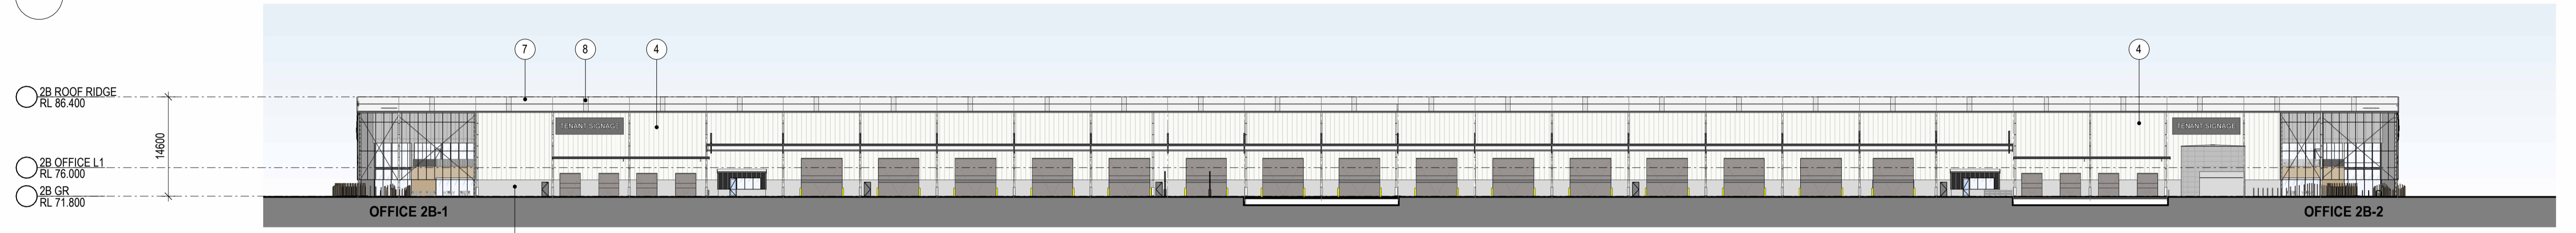 7
8
4
4
2B ROOF RIDGE
RL 86.400
14600
TENANT SIGNAGE
TENANT SIGNAGE
2B OFFICE L1
RL 76.000
2B GR
RL 71.800
OFFICE 2B-1
OFFICE 2B-2